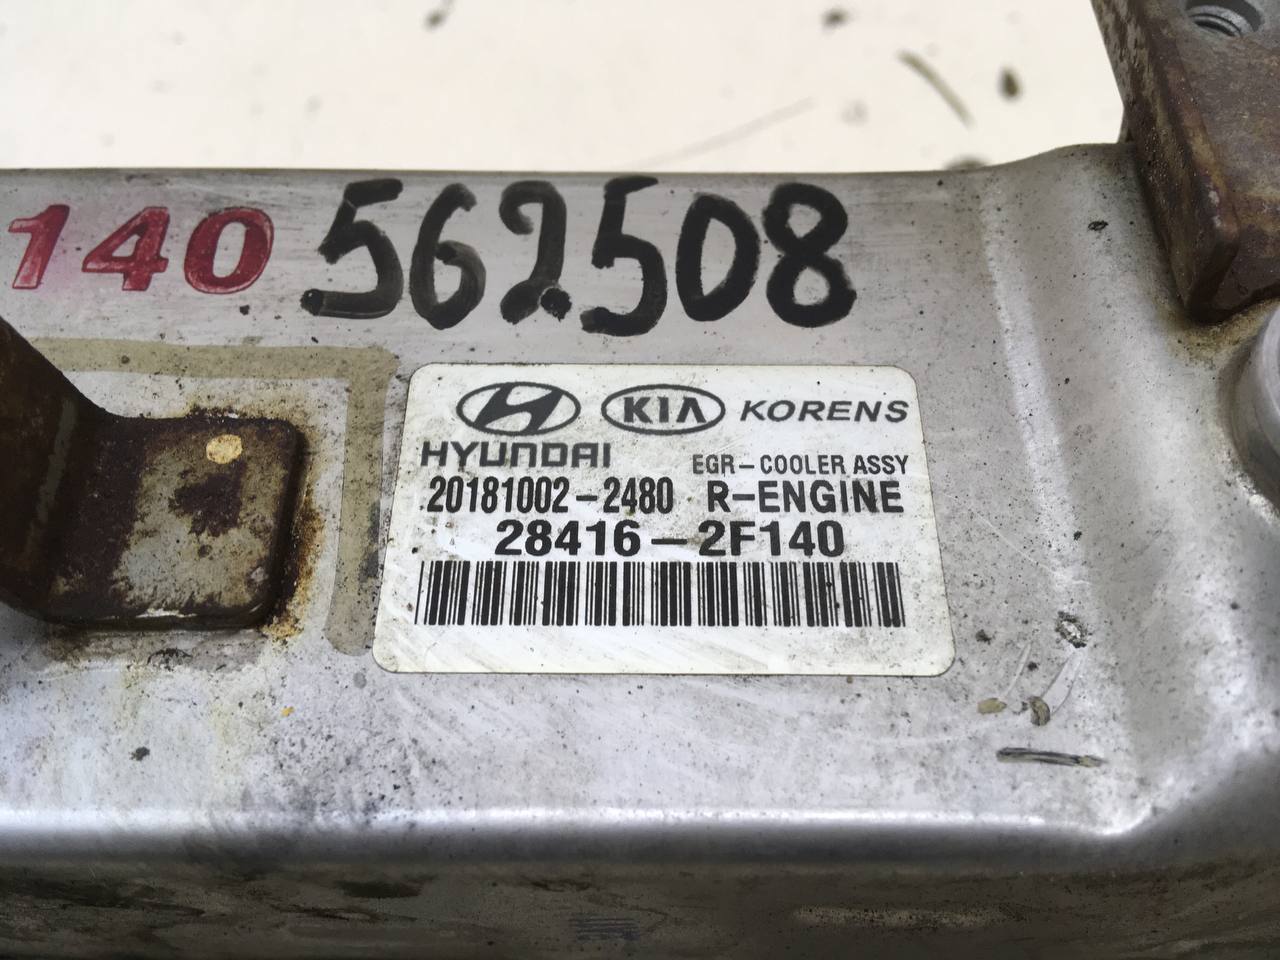 140 562508
KIA KORENS
HYUNDAI EGR-COOLER ASSY
20181002-2480 R-ENGINE
28416-2F140